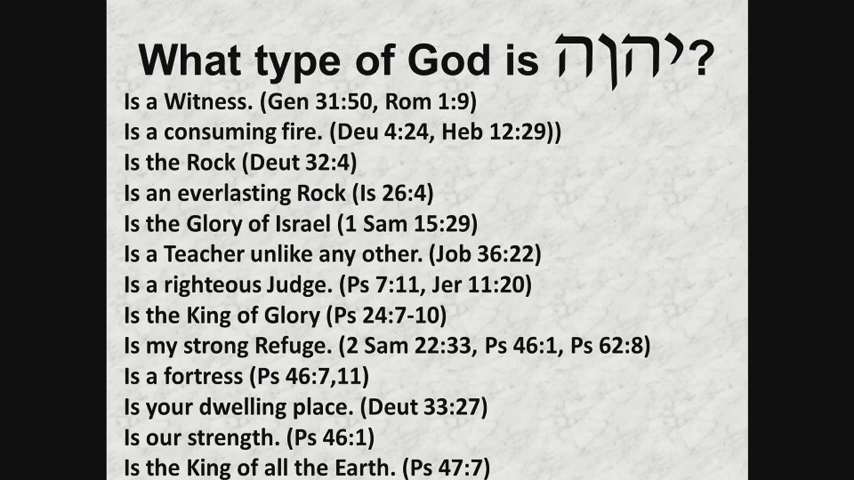 What type of God is יהוה?
Is a Witness. (Gen 31:50, Rom 1:9)
Is a consuming fire. (Deu 4:24, Heb 12:29))
Is the Rock (Deut 32:4)
Is an everlasting Rock (Is 26:4)
Is the Glory of Israel (1 Sam 15:29)
Is a Teacher unlike any other. (Job 36:22)
Is a righteous Judge. (Ps 7:11, Jer 11:20)
Is the King of Glory (Ps 24:7-10)
Is my strong Refuge. (2 Sam 22:33, Ps 46:1, Ps 62:8)
Is a fortress (Ps 46:7,11)
Is your dwelling place. (Deut 33:27)
Is our strength. (Ps 46:1)
Is the King of all the Earth. (Ps 47:7)